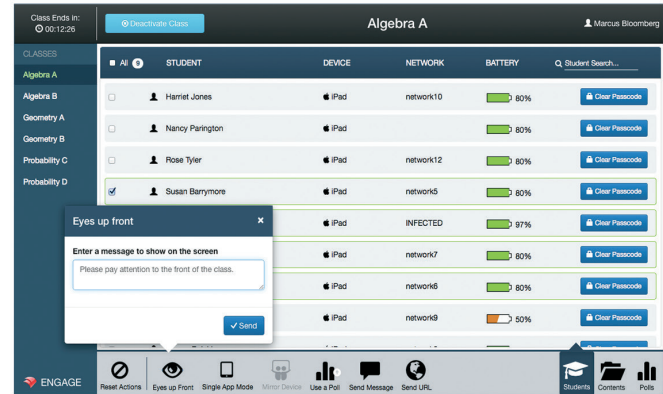 Class Ends in:
00:12:26
Deactivate Class
Algebra A
Marcus Bloomberg
CLASSES
Algebra A
Algebra B
Geometry A
Geometry B
Probability C
Probability D
All 9 STUDENT DEVICE NETWORK BATTERY Student Search...
Harriet Jones iPad network10 80% Clear Passcode
Nancy Parington iPad 80% Clear Passcode
Rose Tyler iPad network12 80% Clear Passcode
Susan Barrymore iPad network5 80% Clear Passcode
iPad INFECTED 97% Clear Passcode
iPad network7 80% Clear Passcode
iPad network6 80% Clear Passcode
iPad network9 50% Clear Passcode
Eyes up front ×
Enter a message to show on the screen
Please pay attention to the front of the class.
Send
ENGAGE
Reset Actions Eyes up Front Single App Mode Mirror Device Use a Poll Send Message Send URL Students Contents Polls